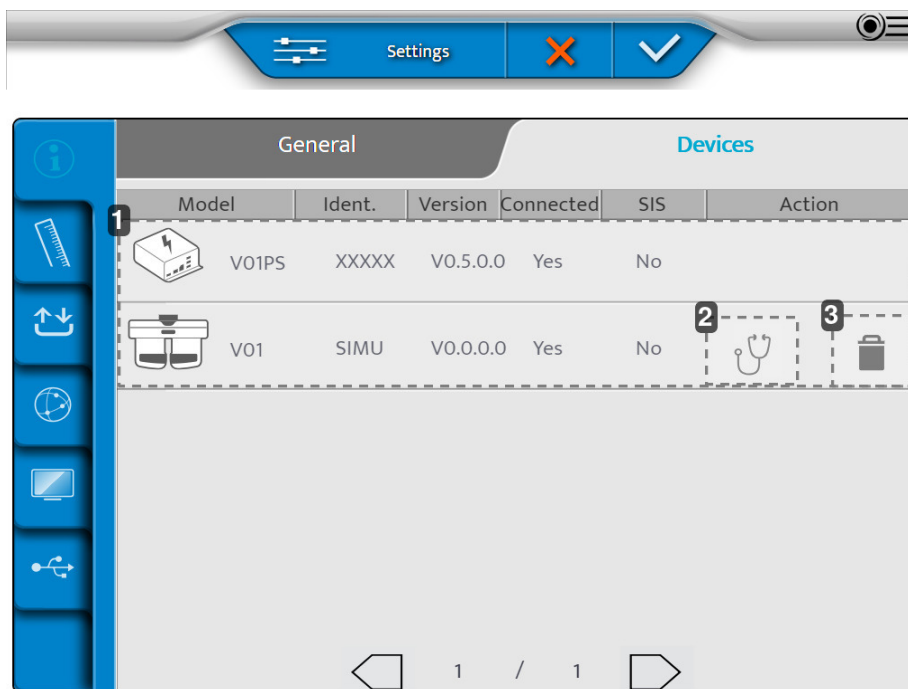 Settings
General Devices
Model Ident. Version Connected SIS Action
1
V01PS XXXXX V0.5.0.0 Yes No
2 3
V01 SIMU V0.0.0.0 Yes No
1 / 1